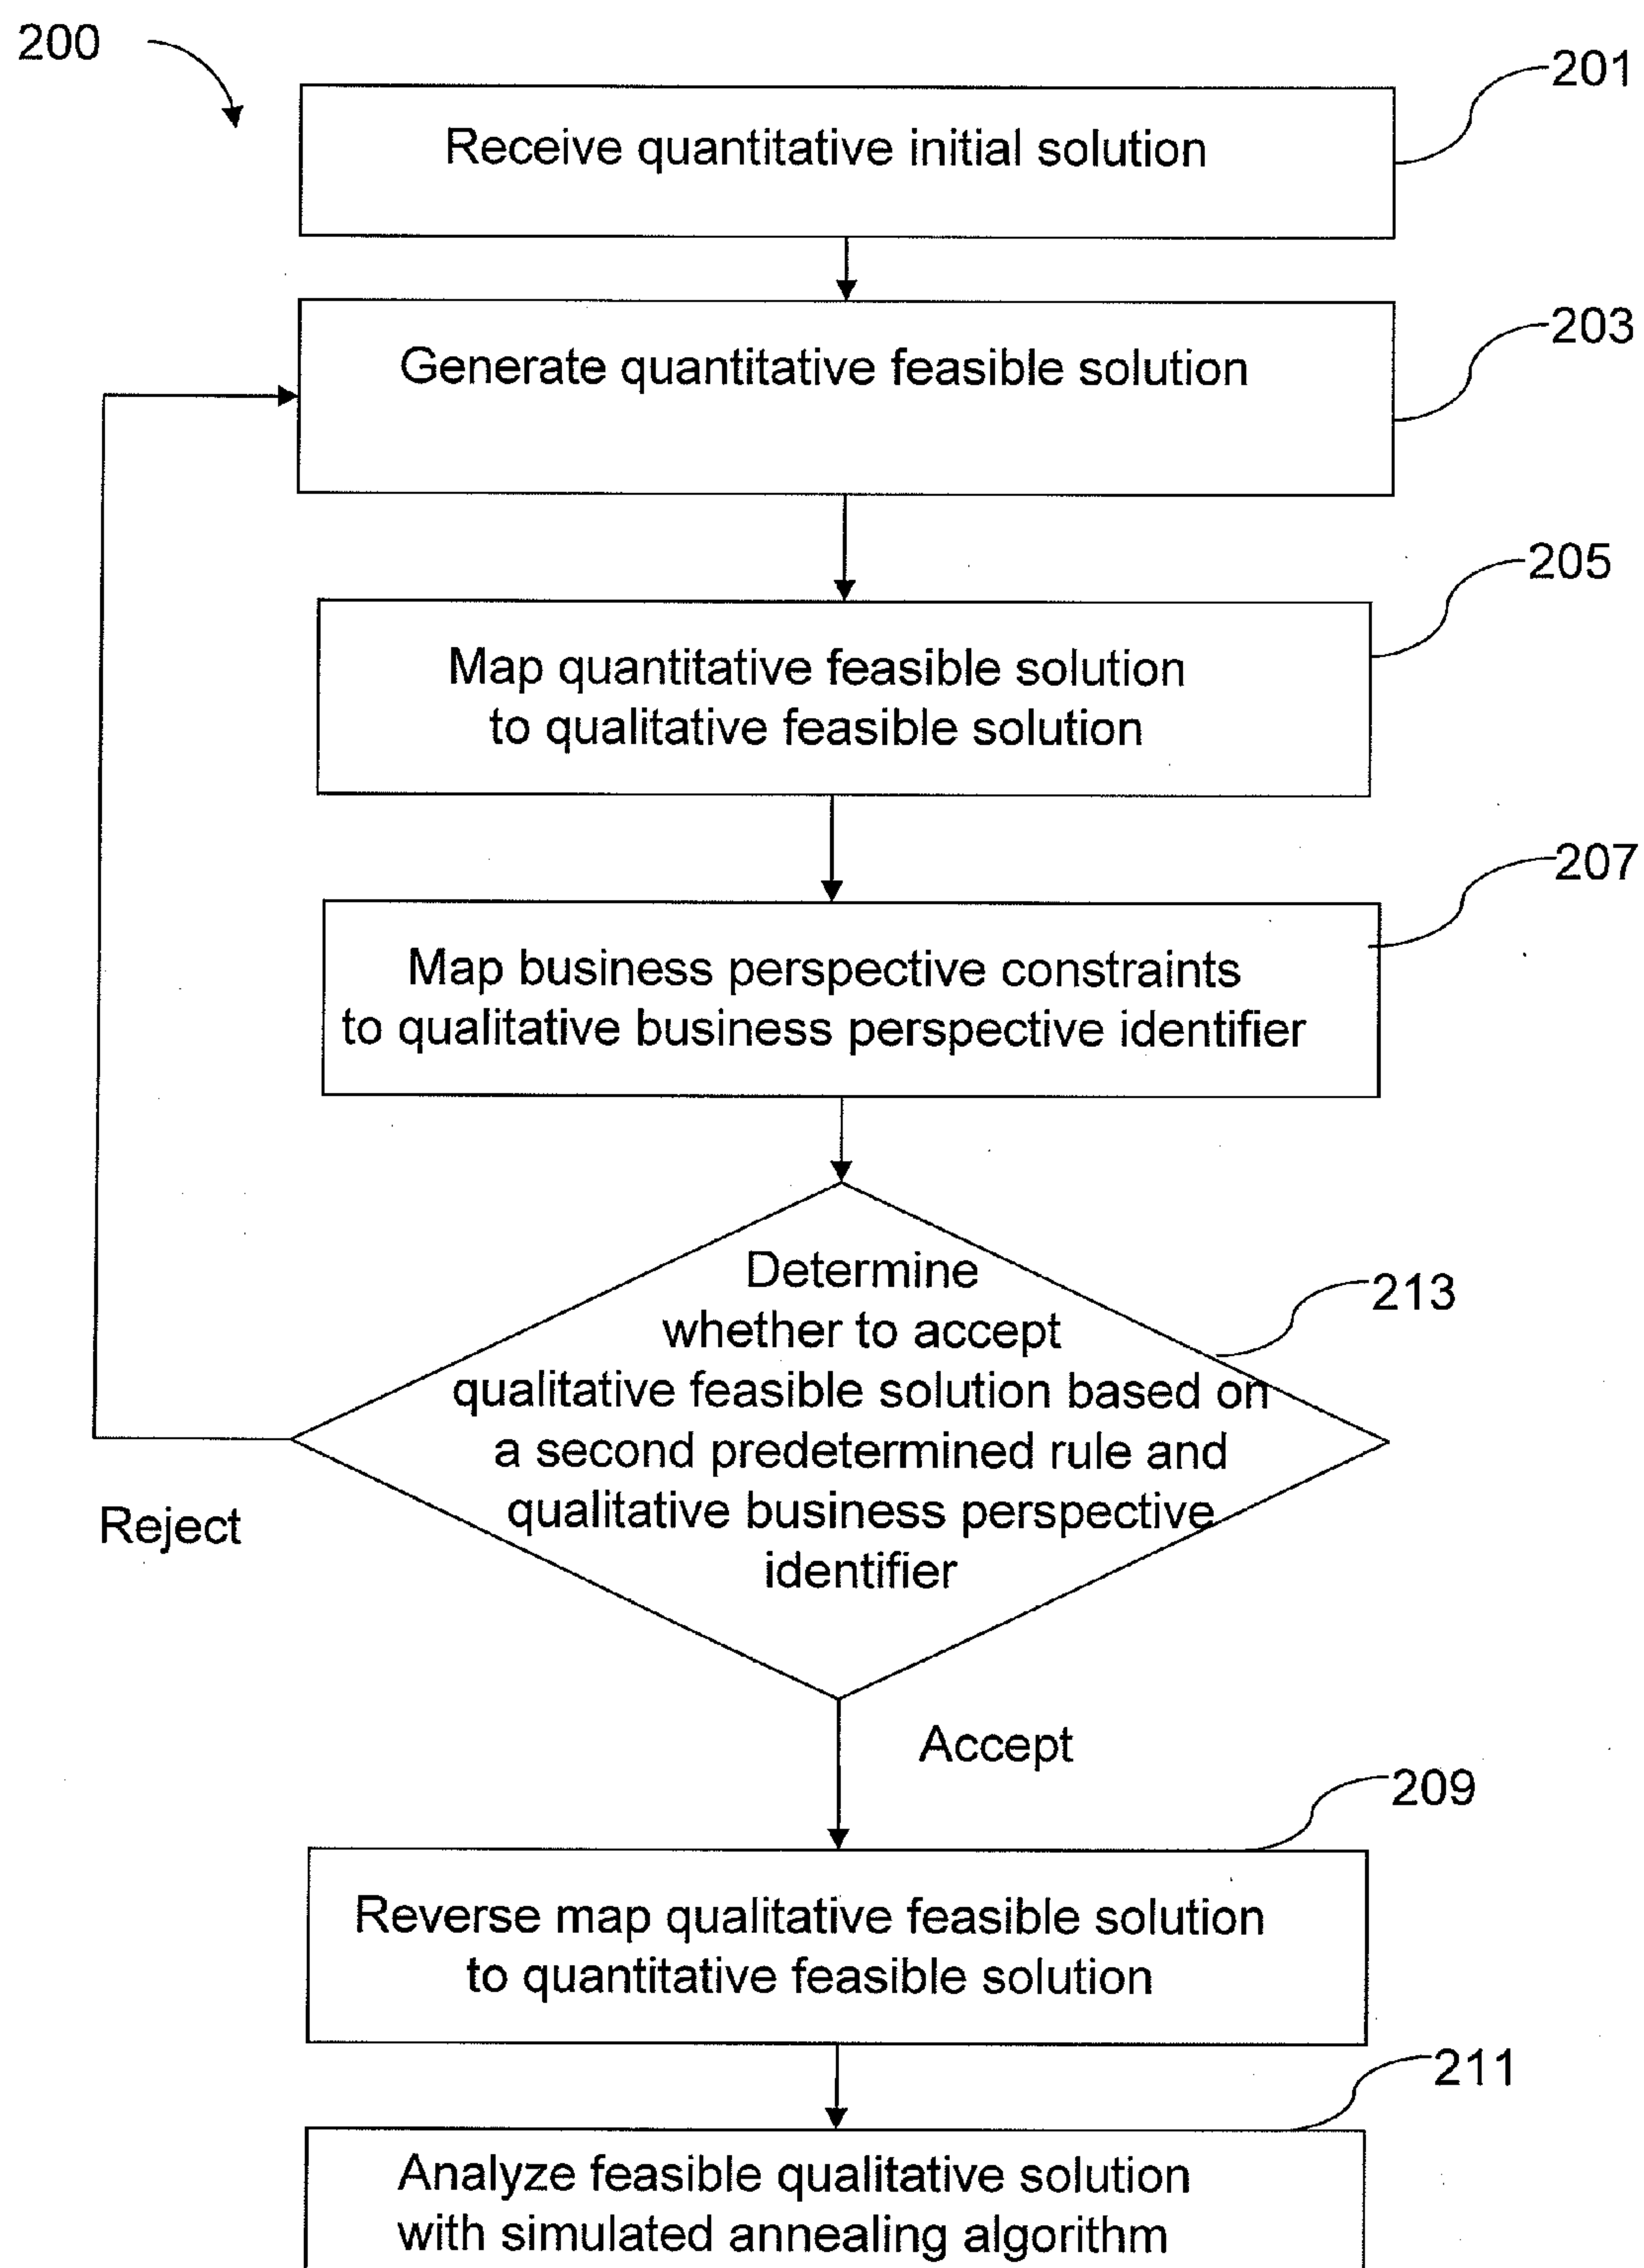 200
201
Receive quantitative initial solution
203
Generate quantitative feasible solution
205
Map quantitative feasible solution
to qualitative feasible solution
207
Map business perspective constraints
to qualitative business perspective identifier
213
Determine
whether to accept
qualitative feasible solution based on
a second predetermined rule and
qualitative business perspective
identifier
Reject
Accept
209
Reverse map qualitative feasible solution
to quantitative feasible solution
211
Analyze feasible qualitative solution
with simulated annealing algorithm